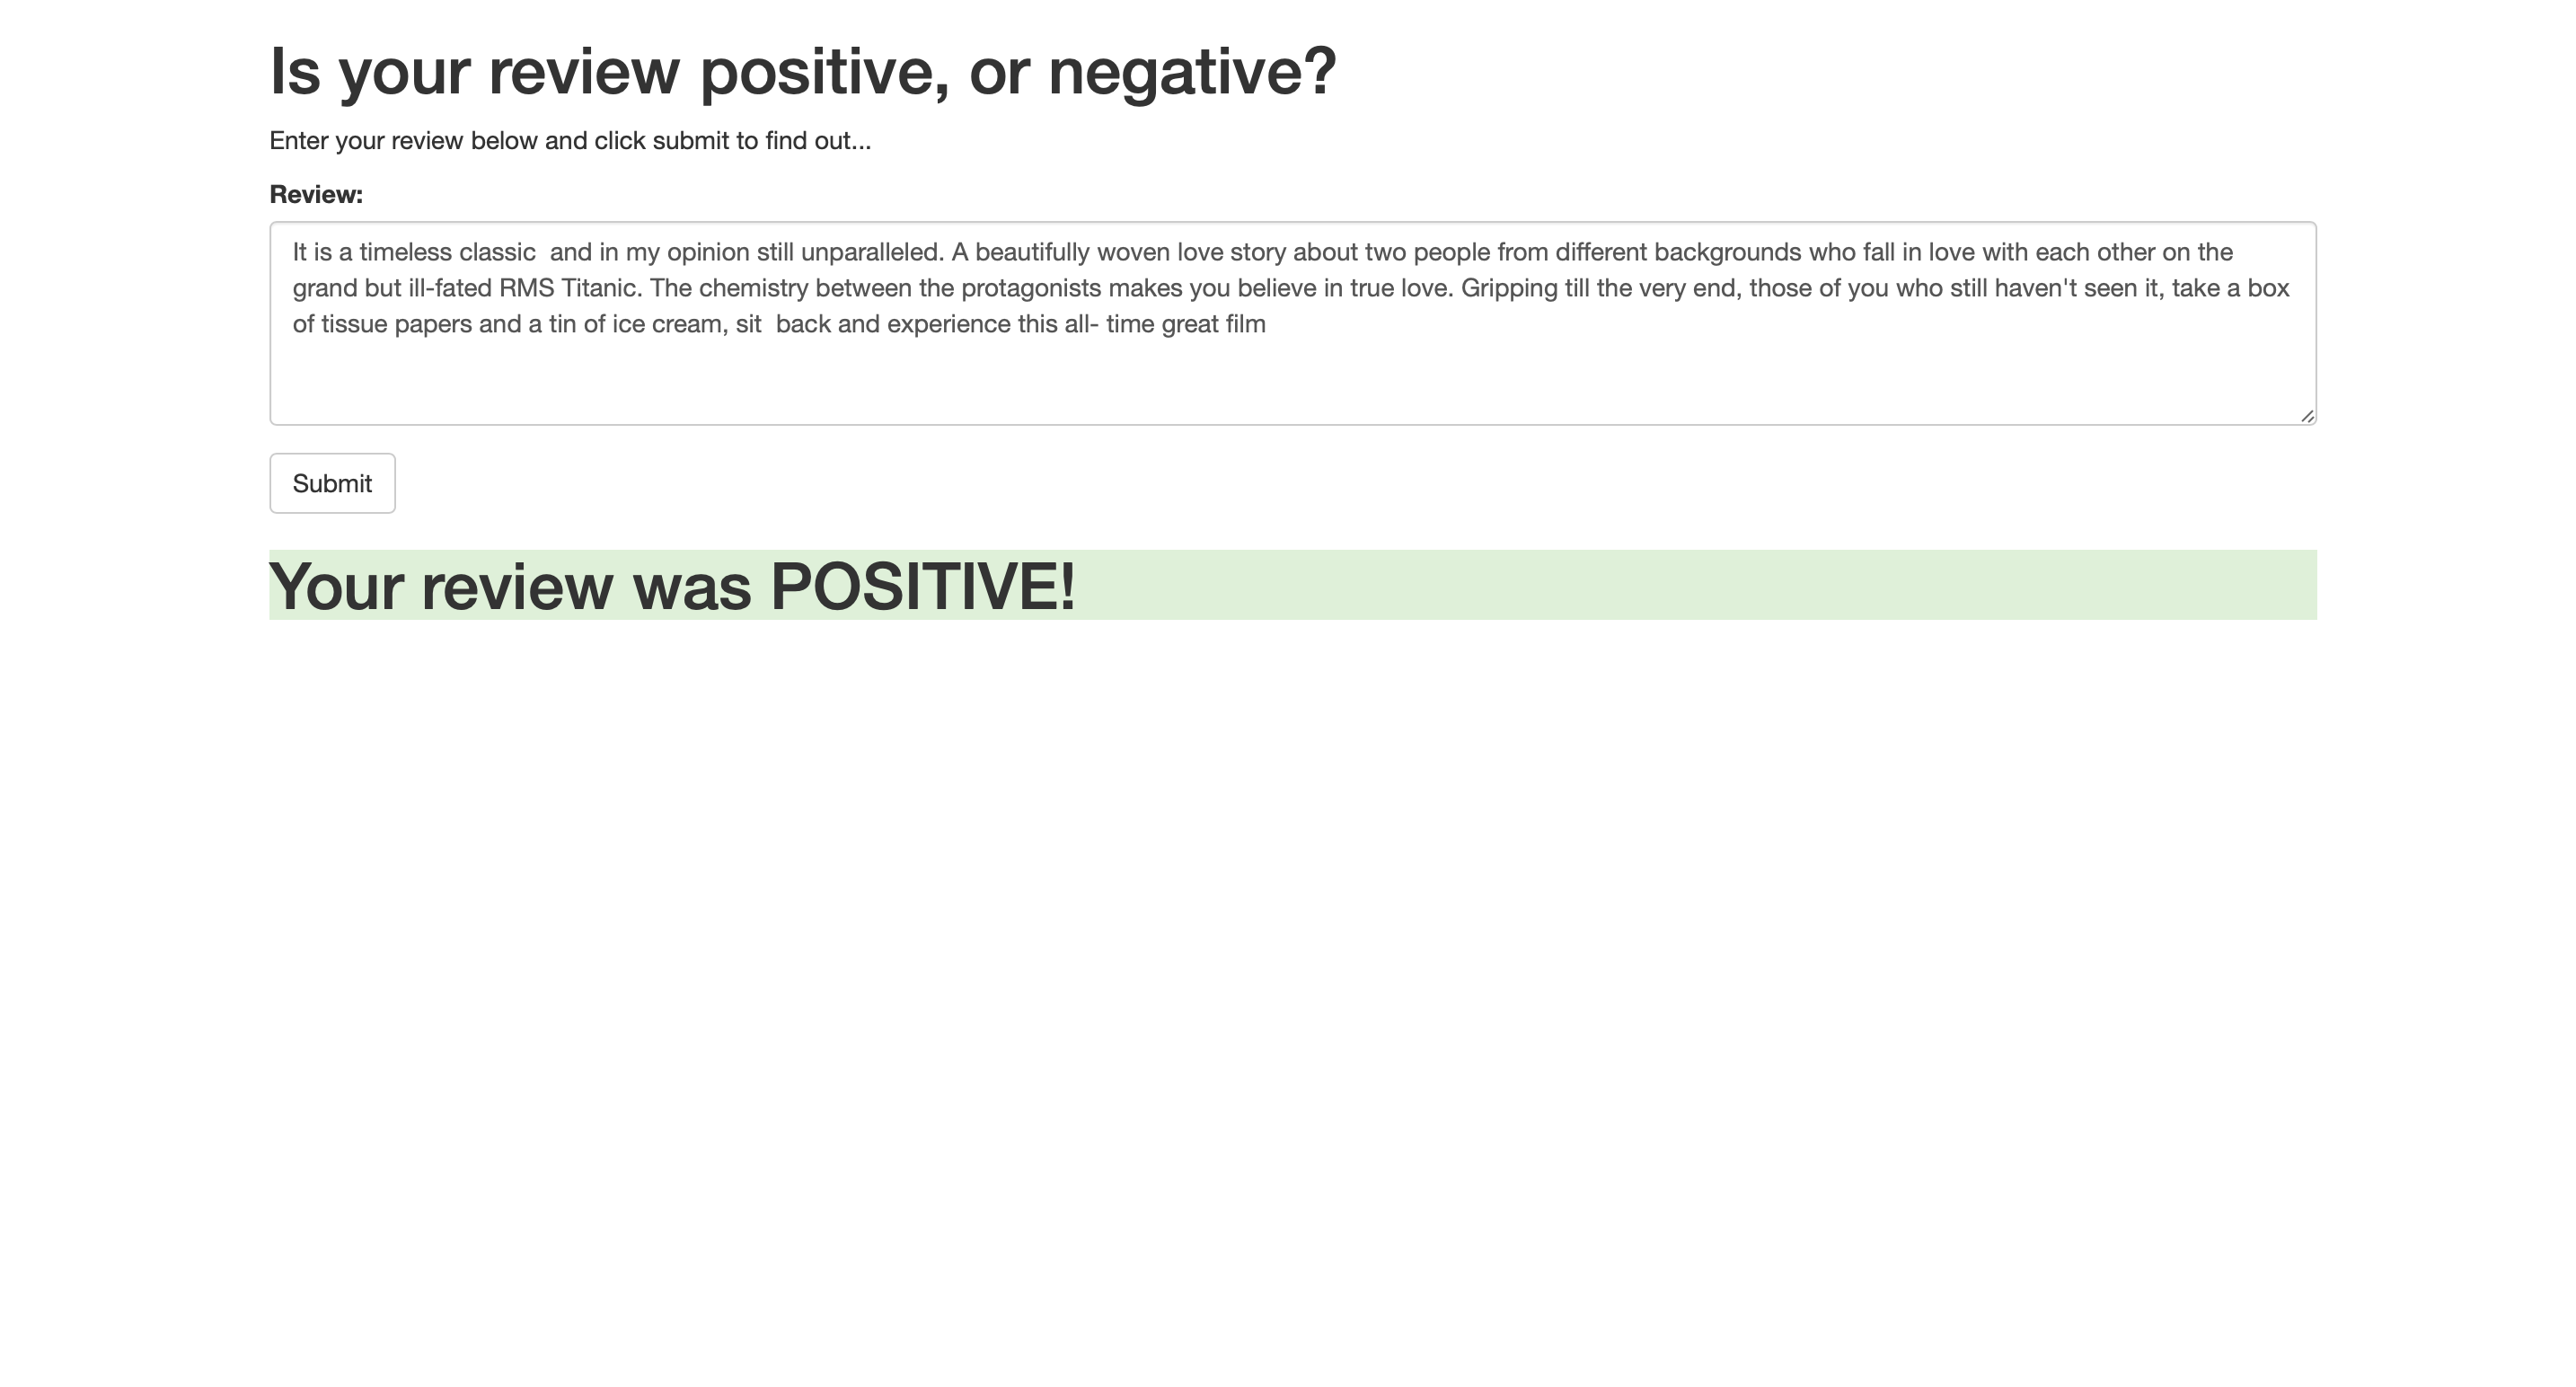 Is your review positive, or negative?
Enter your review below and click submit to find out...
Review:
It is a timeless classic  and in my opinion still unparalleled. A beautifully woven love story about two people from different backgrounds who fall in love with each other on the
grand but ill-fated RMS Titanic. The chemistry between the protagonists makes you believe in true love. Gripping till the very end, those of you who still haven't seen it, take a box
of tissue papers and a tin of ice cream, sit  back and experience this all- time great film
Submit
Your review was POSITIVE!